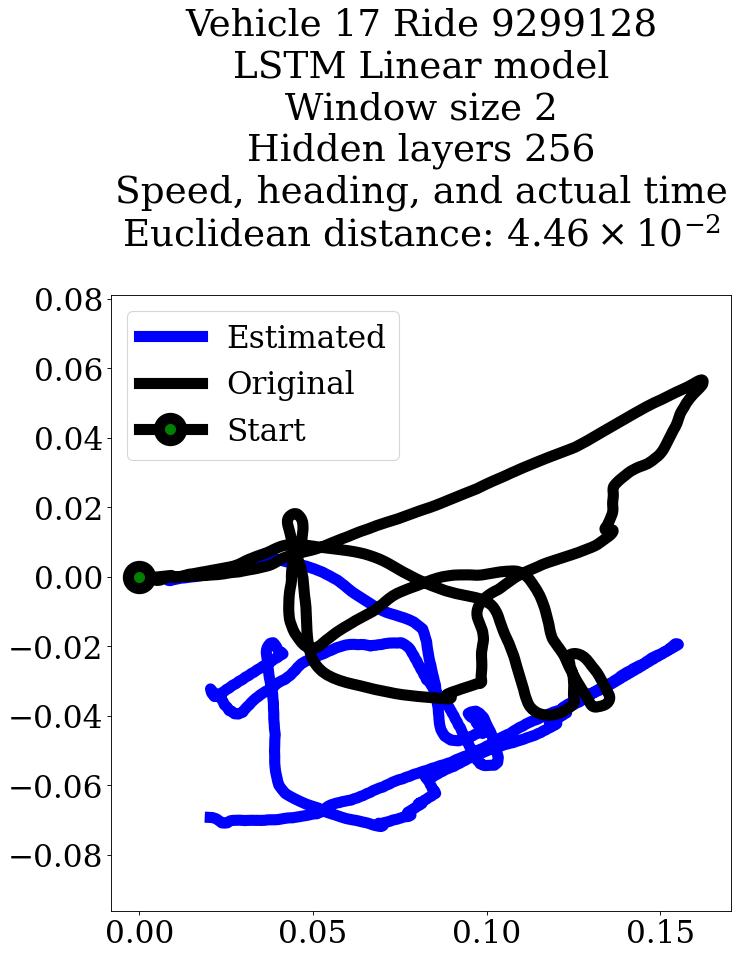 Vehicle 17 Ride 9299128
LSTM Linear model
Window size 2
Hidden layers 256
Speed, heading, and actual time
Euclidean distance: 4.46 × 10⁻²
0.08
0.06
0.04
0.02
0.00
−0.02
−0.04
−0.06
−0.08
Estimated
Original
Start
0.00 0.05 0.10 0.15